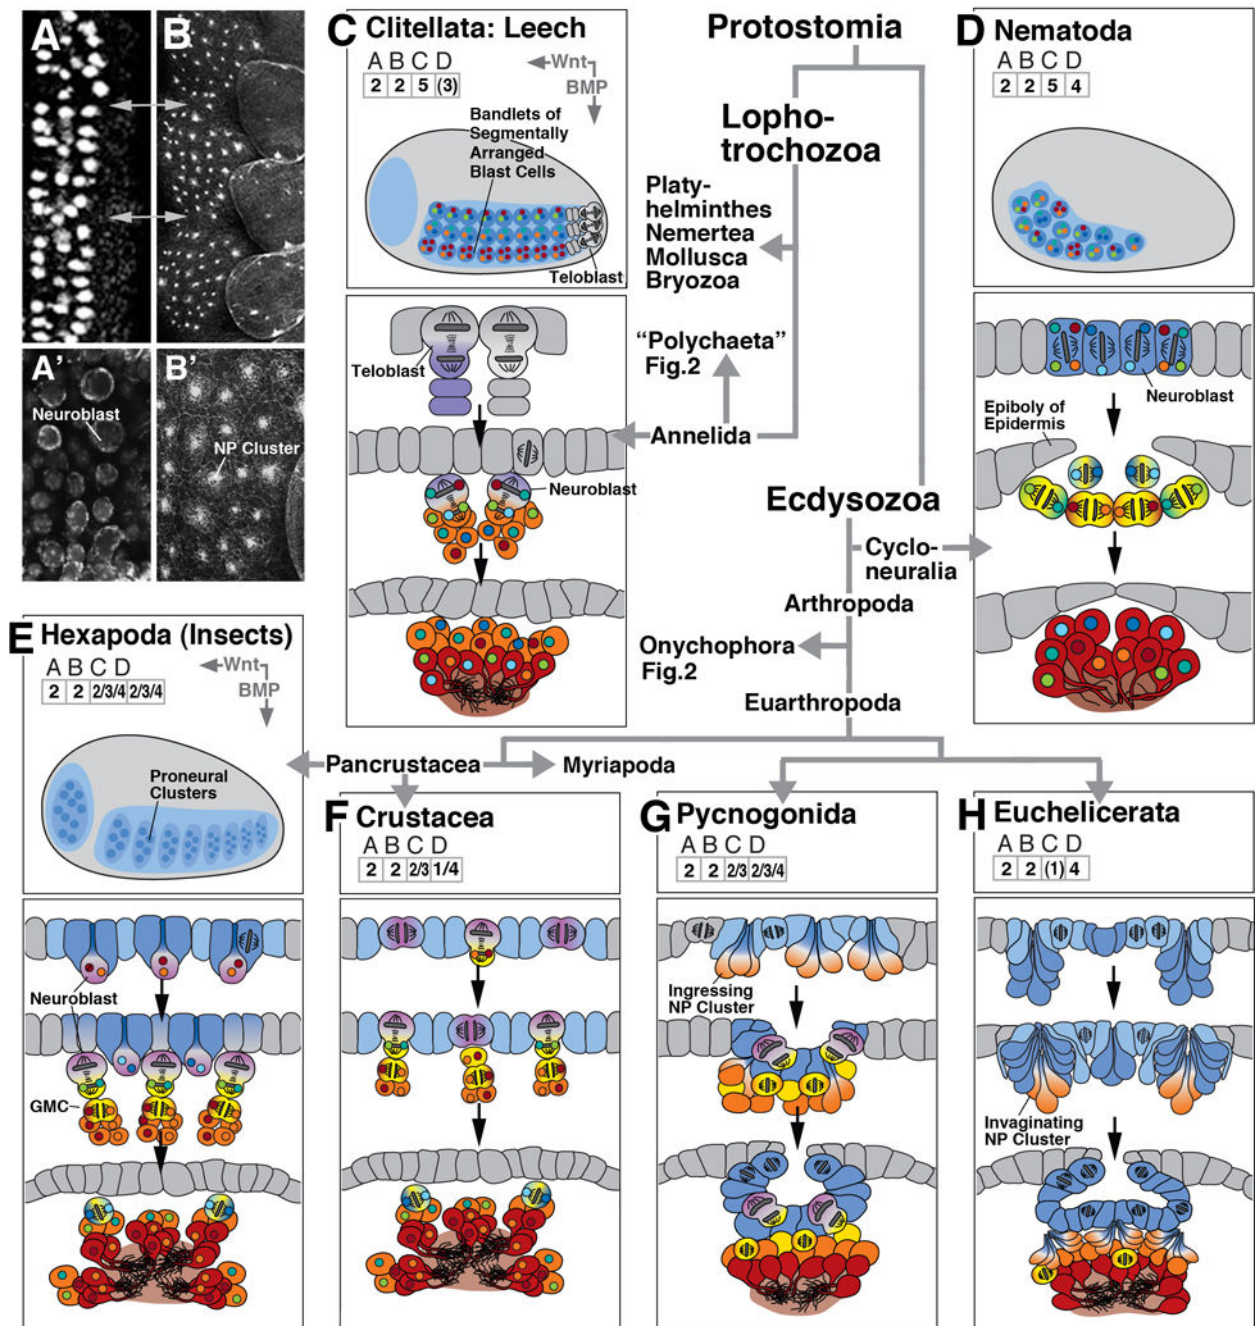 A
B
A'
Neuroblast
B'
NP Cluster
C Clitellata: Leech
A B C D
2 2 5 (3)
Wnt
BMP
Bandlets of
Segmentally
Arranged
Blast Cells
Teloblast
Teloblast
Neuroblast
Protostomia
Lopho-
trochozoa
Platy-
helminthes
Nemertea
Mollusca
Bryozoa
“Polychaeta”
Fig.2
Annelida
Ecdysozoa
Cyclo-
neuralia
Arthropoda
Onychophora
Fig.2
Euarthropoda
Pancrustacea
Myriapoda
D Nematoda
A B C D
2 2 5 4
Neuroblast
Epiboly of
Epidermis
E Hexapoda (Insects)
A B C D
2 2 2/3/4 2/3/4
Wnt
BMP
Proneural
Clusters
Neuroblast
GMC
F Crustacea
A B C D
2 2 2/3 1/4
G Pycnogonida
A B C D
2 2 2/3 2/3/4
Ingressing
NP Cluster
H Euchelicerata
A B C D
2 2 (1) 4
Invaginating
NP Cluster